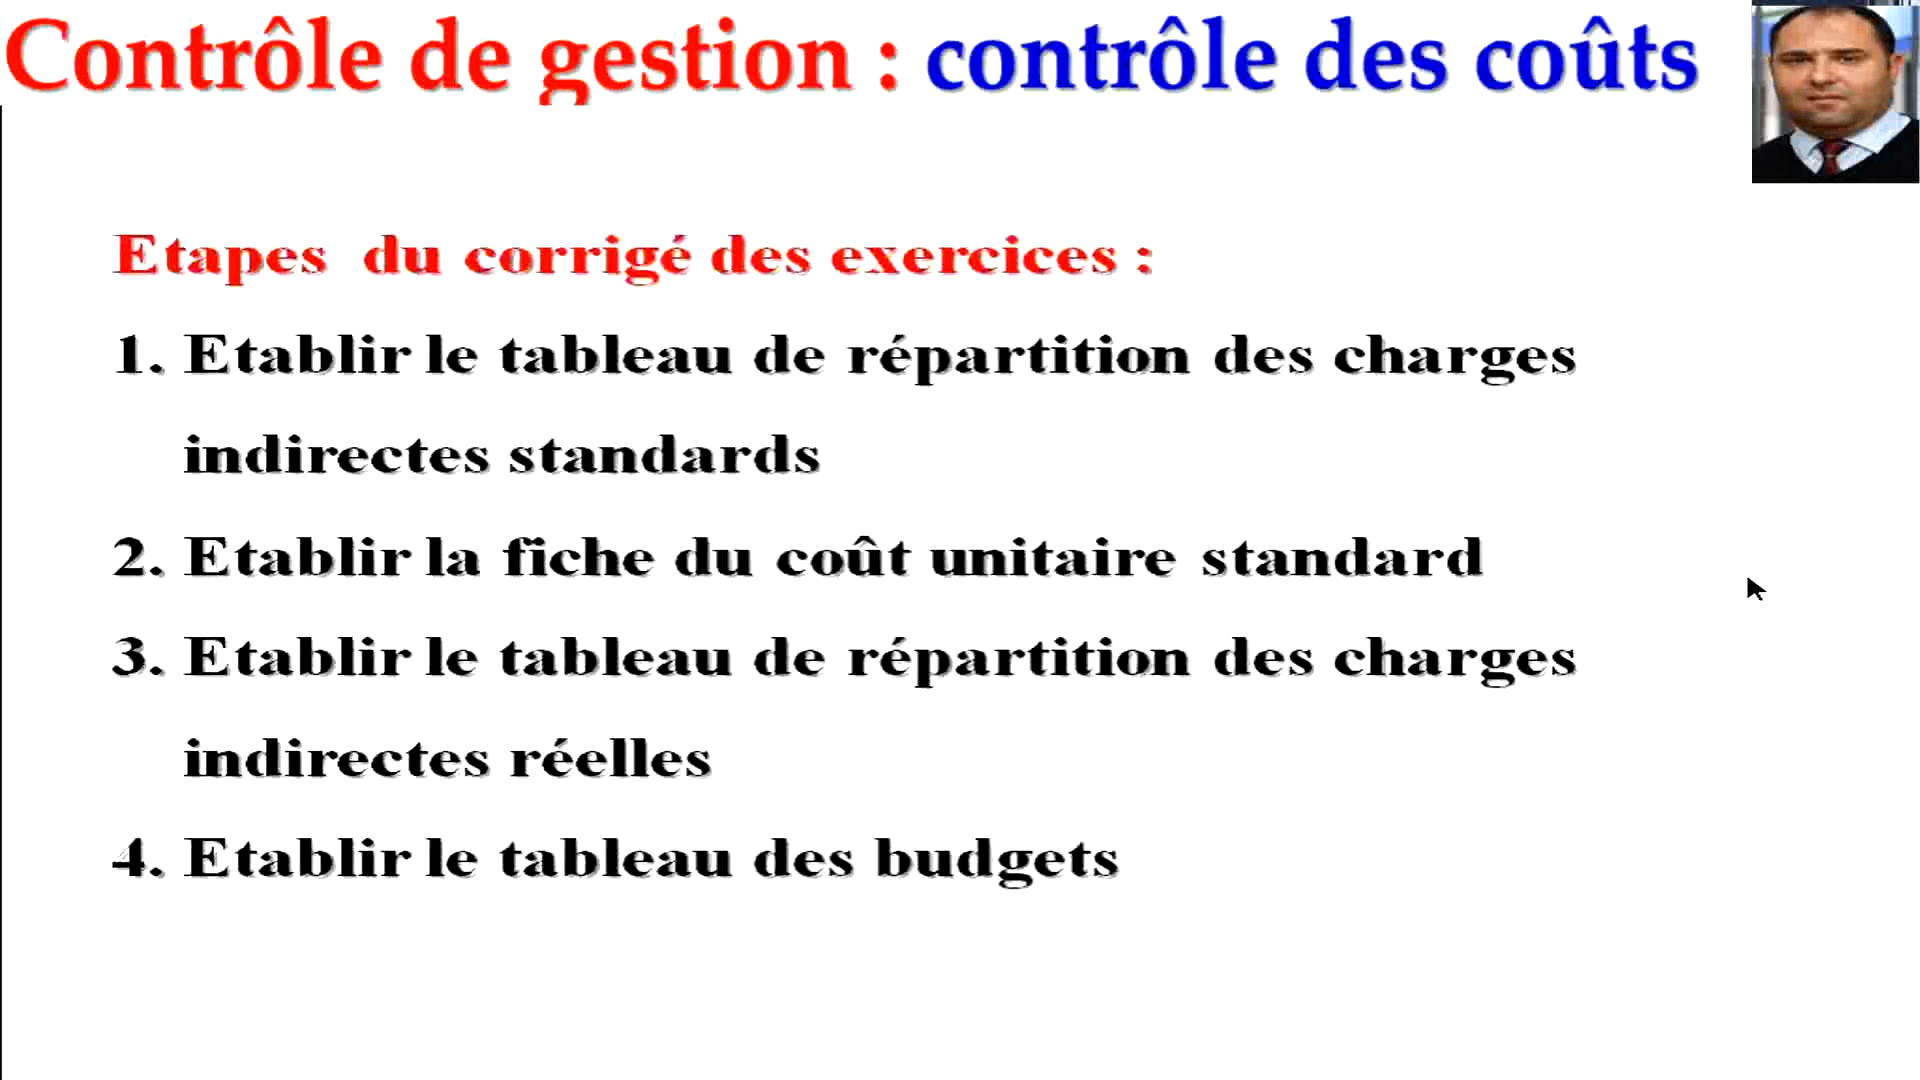 Contrôle de gestion : contrôle des coûts
Etapes du corrigé des exercices :
1. Etablir le tableau de répartition des charges
indirectes standards
2. Etablir la fiche du coût unitaire standard
3. Etablir le tableau de répartition des charges
indirectes réelles
4. Etablir le tableau des budgets